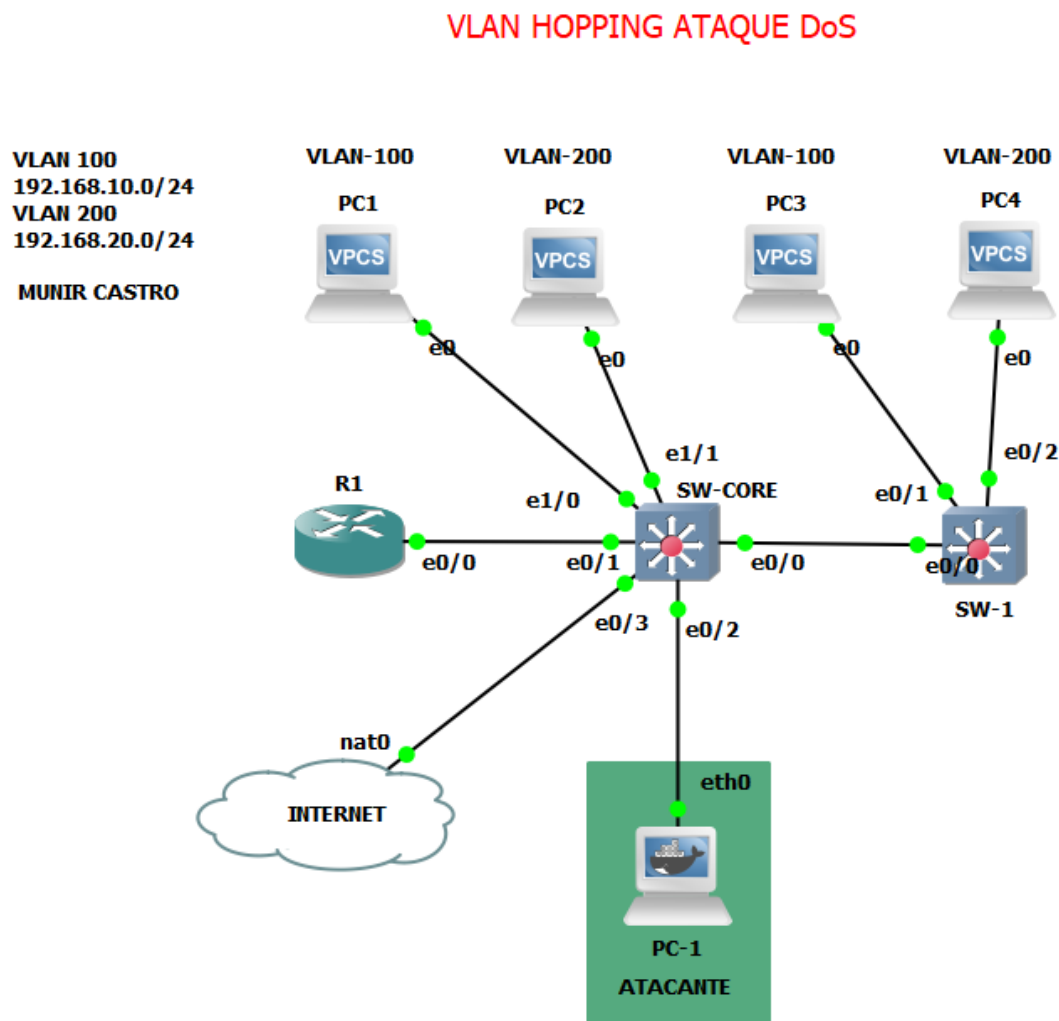 VLAN HOPPING ATAQUE DoS
VLAN 100
192.168.10.0/24
VLAN 200
192.168.20.0/24
MUNIR CASTRO
VLAN-100
PC1
VPCS
e0
VLAN-200
PC2
VPCS
e0
VLAN-100
PC3
VPCS
e0
VLAN-200
PC4
VPCS
e0
e1/1
e0/2
R1
e1/0
SW-CORE
e0/1
e0/0
e0/1
e0/0
e0/0
SW-1
e0/3
e0/2
nat0
INTERNET
eth0
PC-1
ATACANTE